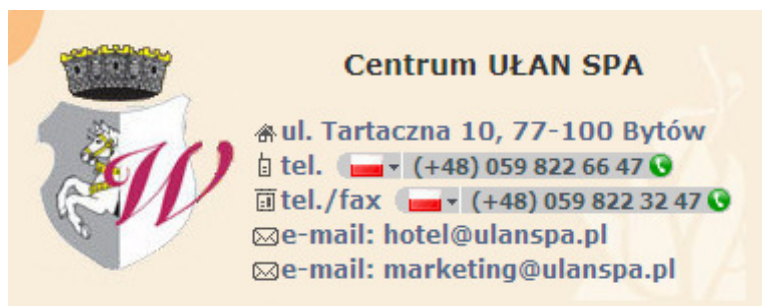 Centrum UŁAN SPA
W
ul. Tartaczna 10, 77-100 Bytów
tel. (+48) 059 822 66 47
tel./fax (+48) 059 822 32 47
e-mail: hotel@ulanspa.pl
e-mail: marketing@ulanspa.pl